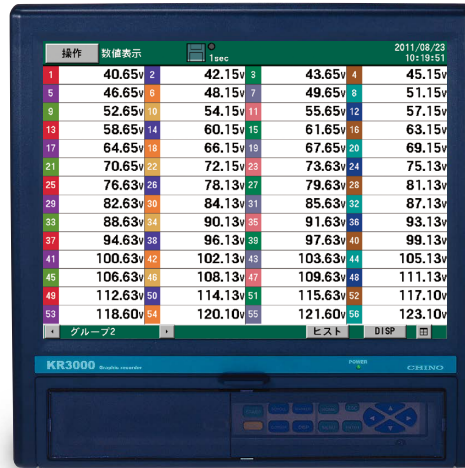 操作 数値表示 1sec 2011/08/23 10:19:51
1 40.65v 2 42.15v 3 43.65v 4 45.15v
5 46.65v 6 48.15v 7 49.65v 8 51.15v
9 52.65v 10 54.15v 11 55.65v 12 57.15v
13 58.65v 14 60.15v 15 61.65v 16 63.15v
17 64.65v 18 66.15v 19 67.65v 20 69.15v
21 70.65v 22 72.15v 23 73.63v 24 75.13v
25 76.63v 26 78.13v 27 79.63v 28 81.13v
29 82.63v 30 84.13v 31 85.63v 32 87.13v
33 88.63v 34 90.13v 35 91.63v 36 93.13v
37 94.63v 38 96.13v 39 97.63v 40 99.13v
41 100.63v 42 102.13v 43 103.63v 44 105.13v
45 106.63v 46 108.13v 47 109.63v 48 111.13v
49 112.63v 50 114.13v 51 115.63v 52 117.10v
53 118.60v 54 120.10v 55 121.60v 56 123.10v
グループ2 ヒスト DISP
KR3000 Graphic recorder POWER CHINO